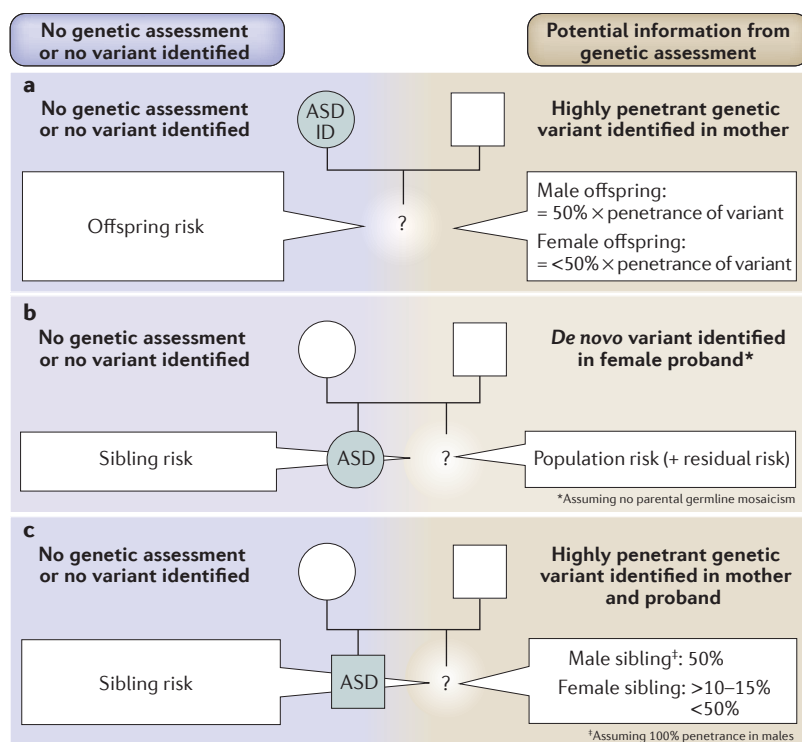 No genetic assessment
or no variant identified
Potential information from
genetic assessment
a
No genetic assessment
or no variant identified
ASD
ID
Highly penetrant genetic
variant identified in mother
Offspring risk
?
Male offspring:
= 50% × penetrance of variant
Female offspring:
= <50% × penetrance of variant
b
No genetic assessment
or no variant identified
De novo variant identified
in female proband*
Sibling risk
ASD
?
Population risk (+ residual risk)
*Assuming no parental germline mosaicism
c
No genetic assessment
or no variant identified
Highly penetrant genetic
variant identified in mother
and proband
Sibling risk
ASD
?
Male sibling‡: 50%
Female sibling: >10–15%
<50%
‡Assuming 100% penetrance in males